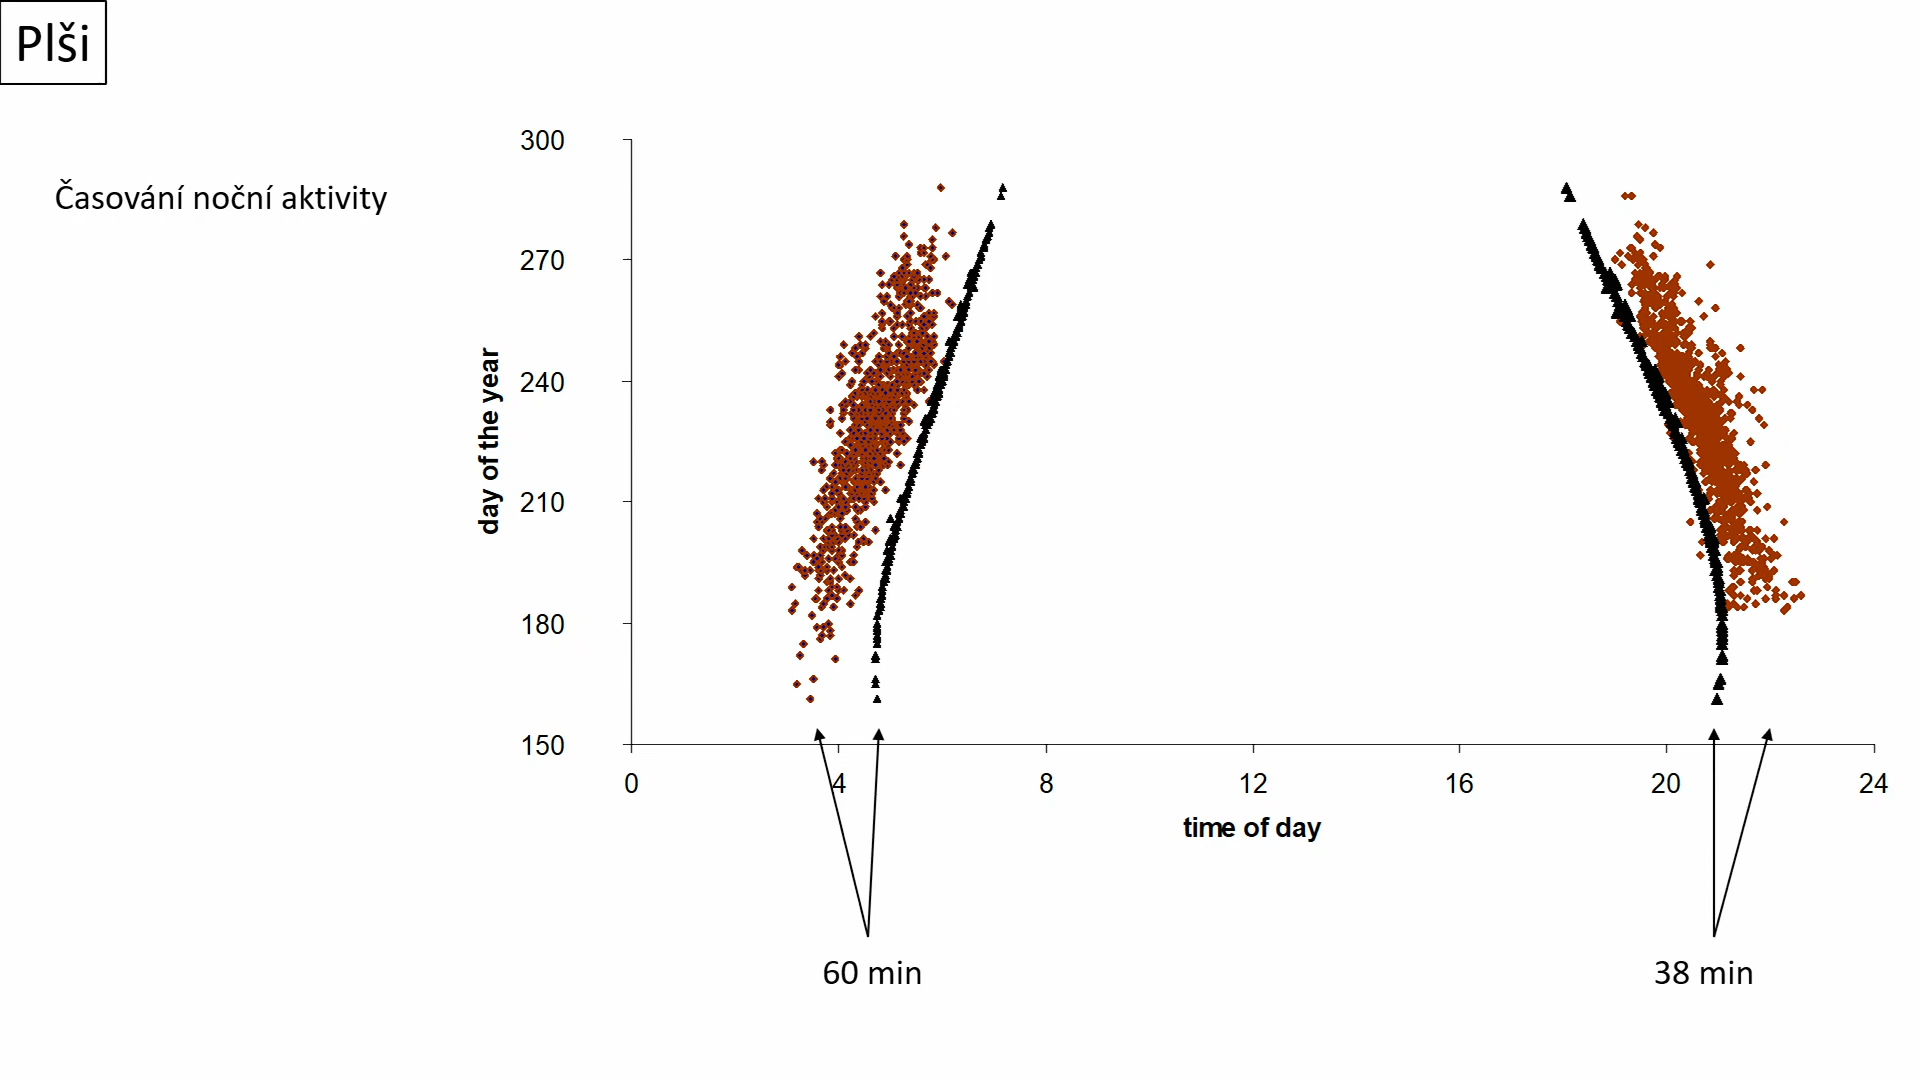 Plši
Časování noční aktivity
300
270
240
210
180
150
day of the year
0 4 8 12 16 20 24
time of day
60 min
38 min